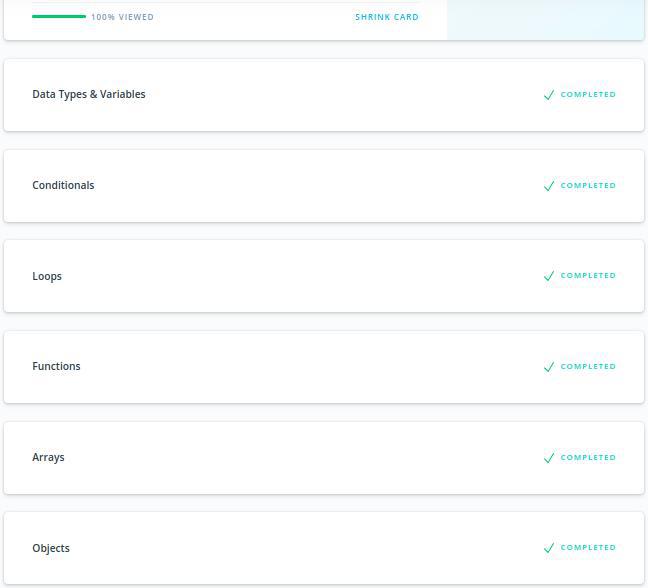 100% VIEWED SHRINK CARD
Data Types & Variables COMPLETED
Conditionals COMPLETED
Loops COMPLETED
Functions COMPLETED
Arrays COMPLETED
Objects COMPLETED